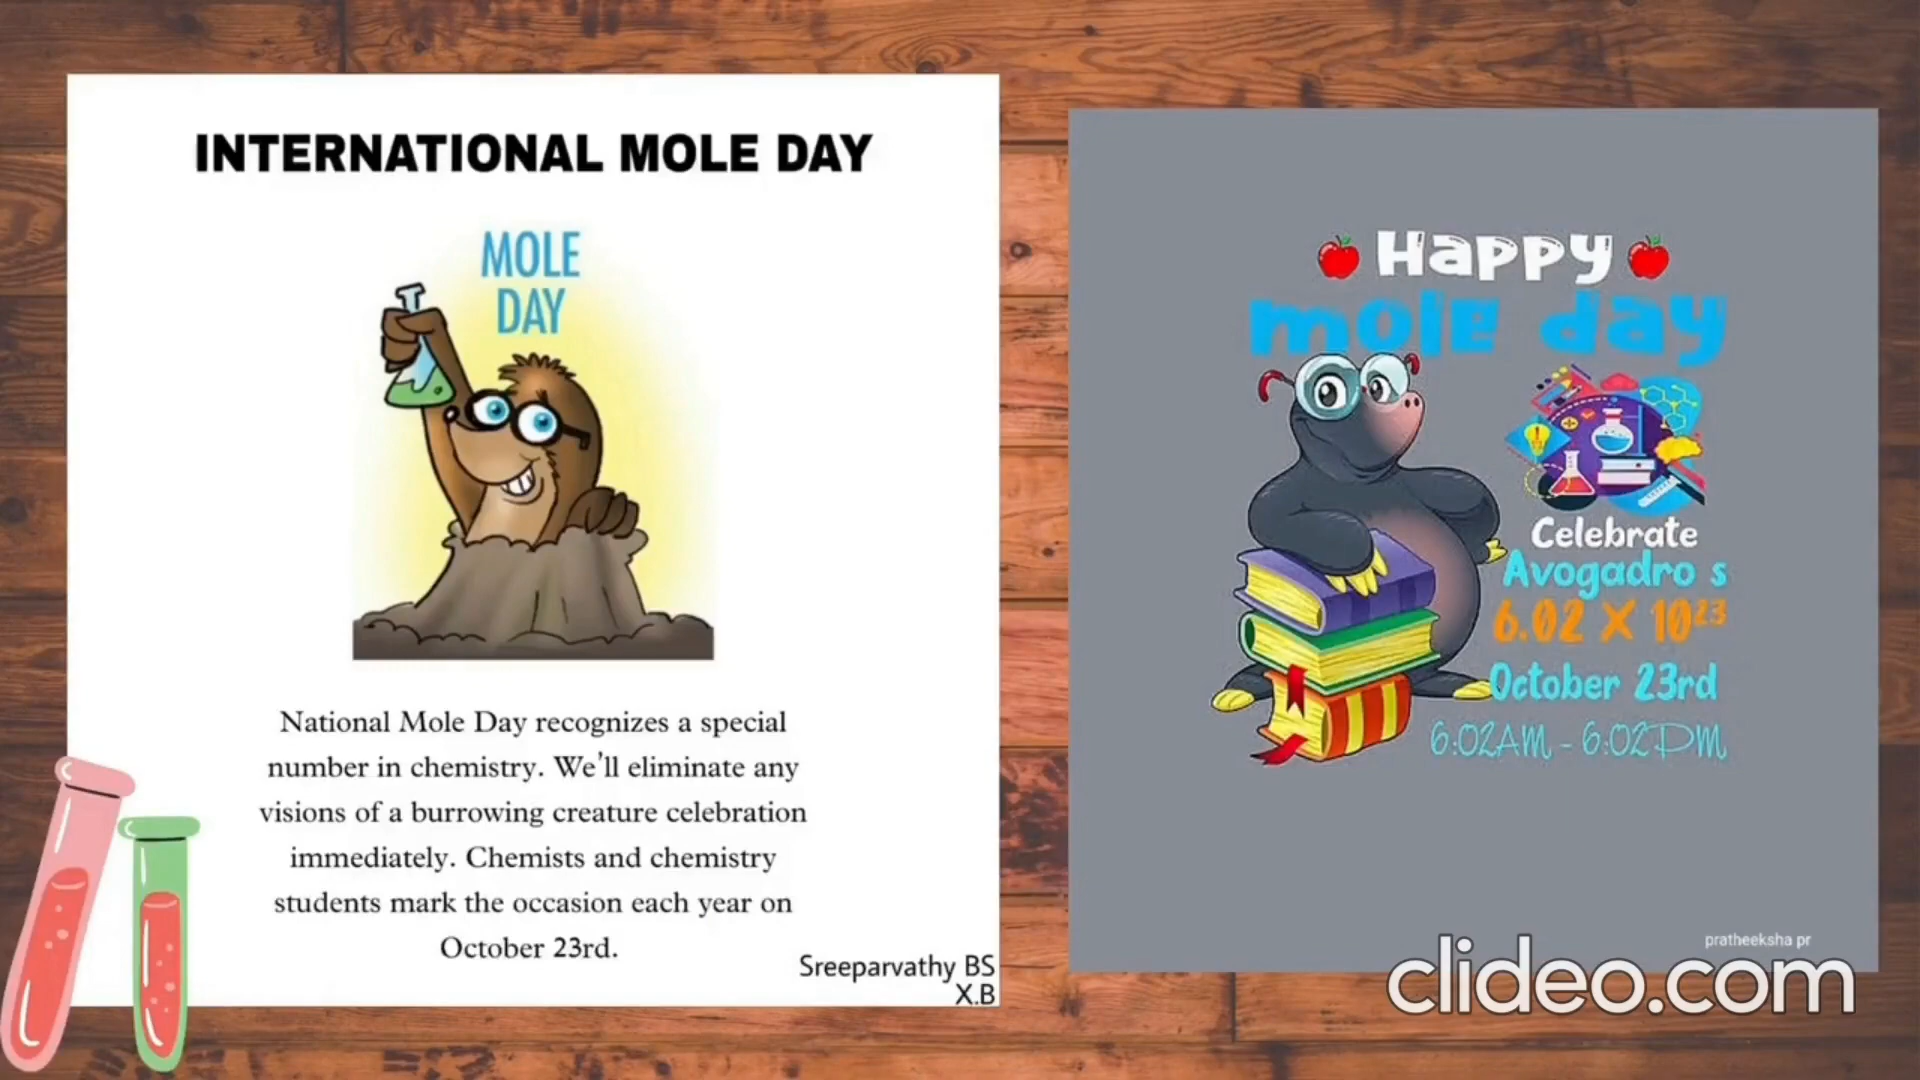 INTERNATIONAL MOLE DAY
MOLE
DAY
National Mole Day recognizes a special
number in chemistry. We'll eliminate any
visions of a burrowing creature celebration
immediately. Chemists and chemistry
students mark the occasion each year on
October 23rd.
Sreeparvathy BS
X.B
Happy
mole day
Celebrate
Avogadro s
6.02 X 10²³
October 23rd
6:02AM - 6:02PM
pratheeksha pr
clideo.com